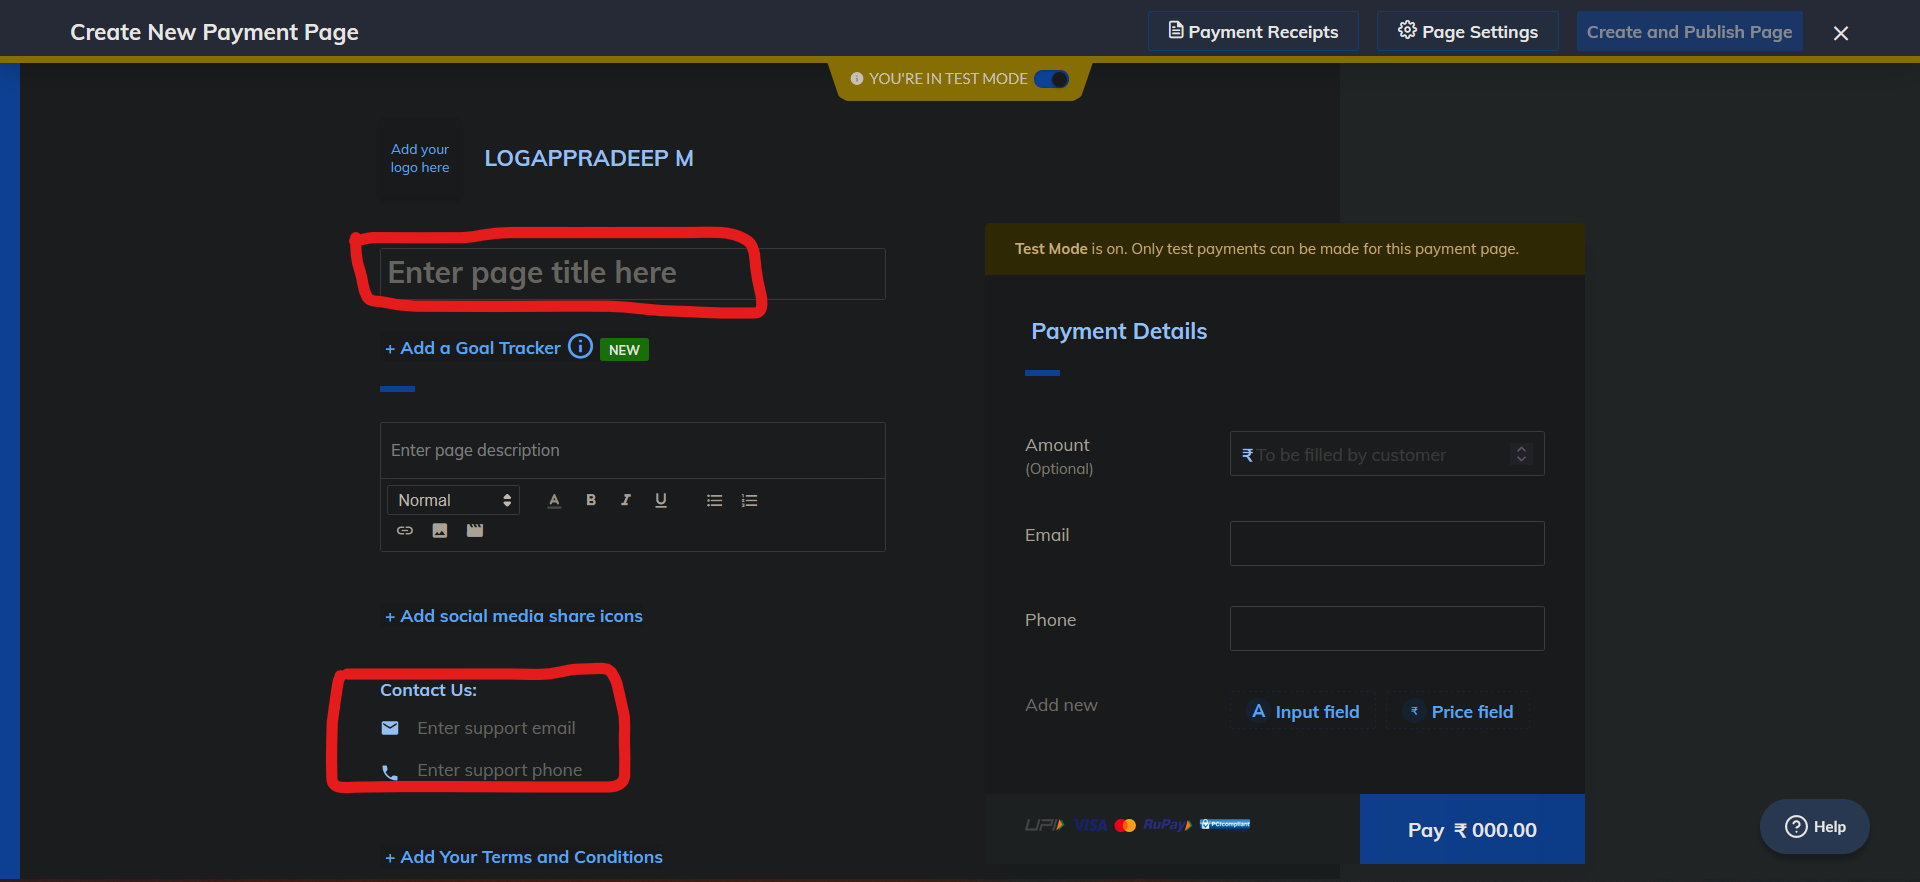 Create New Payment Page
Payment Receipts
Page Settings
Create and Publish Page
YOU'RE IN TEST MODE
Add your
logo here
LOGAPPRADEEP M
Enter page title here
+ Add a Goal Tracker
NEW
Enter page description
Normal
A B I U
+ Add social media share icons
Contact Us:
Enter support email
Enter support phone
+ Add Your Terms and Conditions
Test Mode is on. Only test payments can be made for this payment page.
Payment Details
Amount
(Optional)
₹ To be filled by customer
Email
Phone
Add new
A Input field
₹ Price field
UPI VISA RuPay PCI compliant
Pay ₹ 000.00
Help